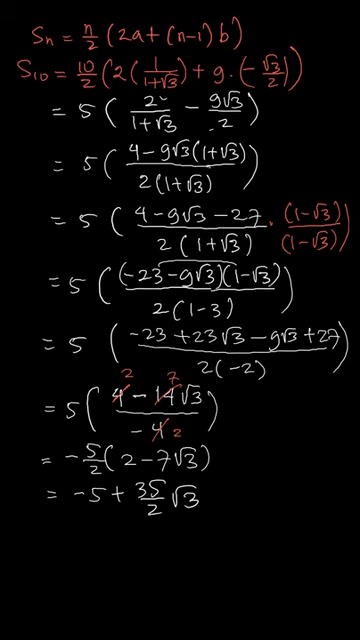 Sn = n/2 (2a + (n-1) b)
S10 = 10/2 (2 (1/(1+√3)) + 9 · (-√3/2))
= 5 (2/(1+√3) - 9√3/2)
= 5 ((4-9√3(1+√3))/(2(1+√3)))
= 5 ((4-9√3-27)/(2(1+√3)) · (1-√3)/(1-√3))
= 5 ((-23-9√3)(1-√3)/(2(1-3)))
= 5 ((-23+23√3-9√3+27)/(2(-2)))
= 5 ((4 2 - 14 7 √3)/(-4 2))
= -5/2 (2-7√3)
= -5 + 35/2 √3